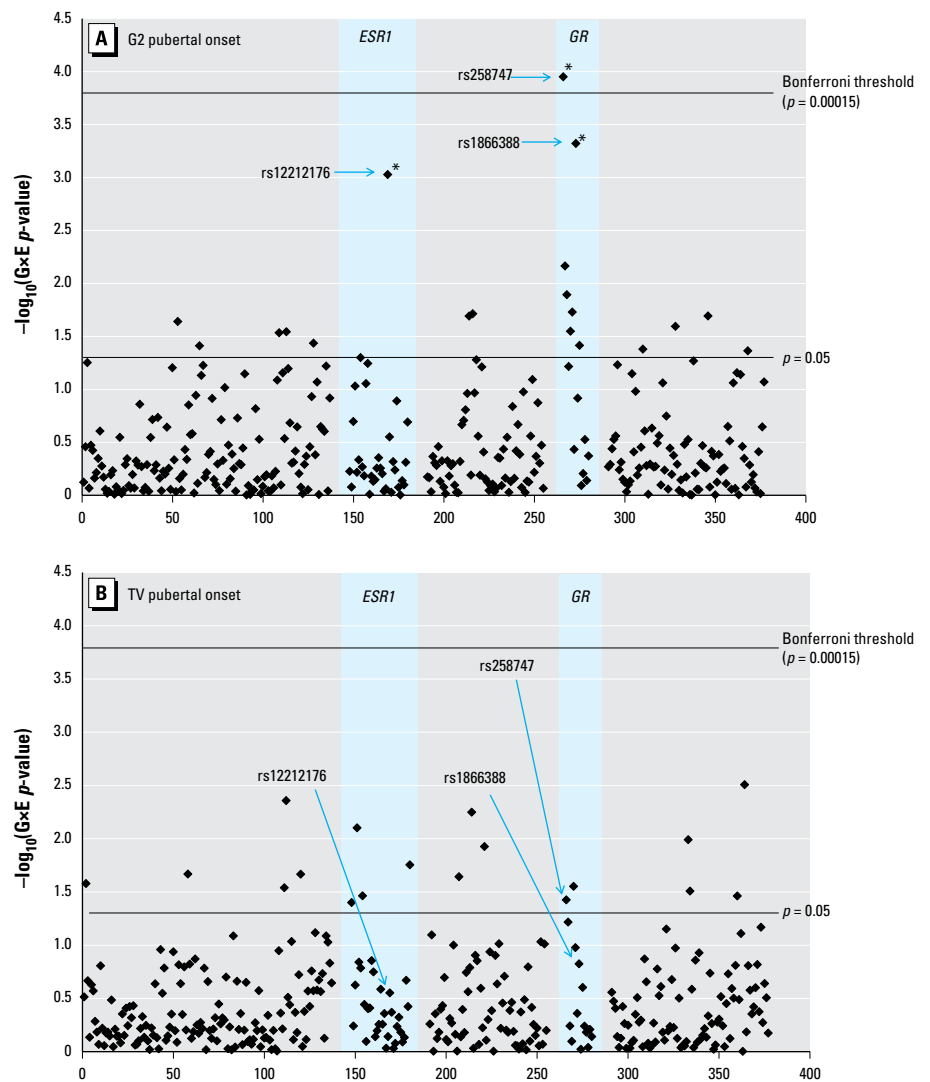 4.5
A G2 pubertal onset
ESR1
GR
4.0
rs258747
*
Bonferroni threshold
(p = 0.00015)
3.5
rs1866388
*
rs12212176
*
3.0
2.5
2.0
1.5
p = 0.05
1.0
0.5
0
–log10(G×E p-value)
0 50 100 150 200 250 300 350 400
4.5
B TV pubertal onset
ESR1
GR
4.0
Bonferroni threshold
(p = 0.00015)
rs258747
3.5
3.0
rs12212176
rs1866388
2.5
2.0
1.5
p = 0.05
1.0
0.5
0
–log10(G×E p-value)
0 50 100 150 200 250 300 350 400